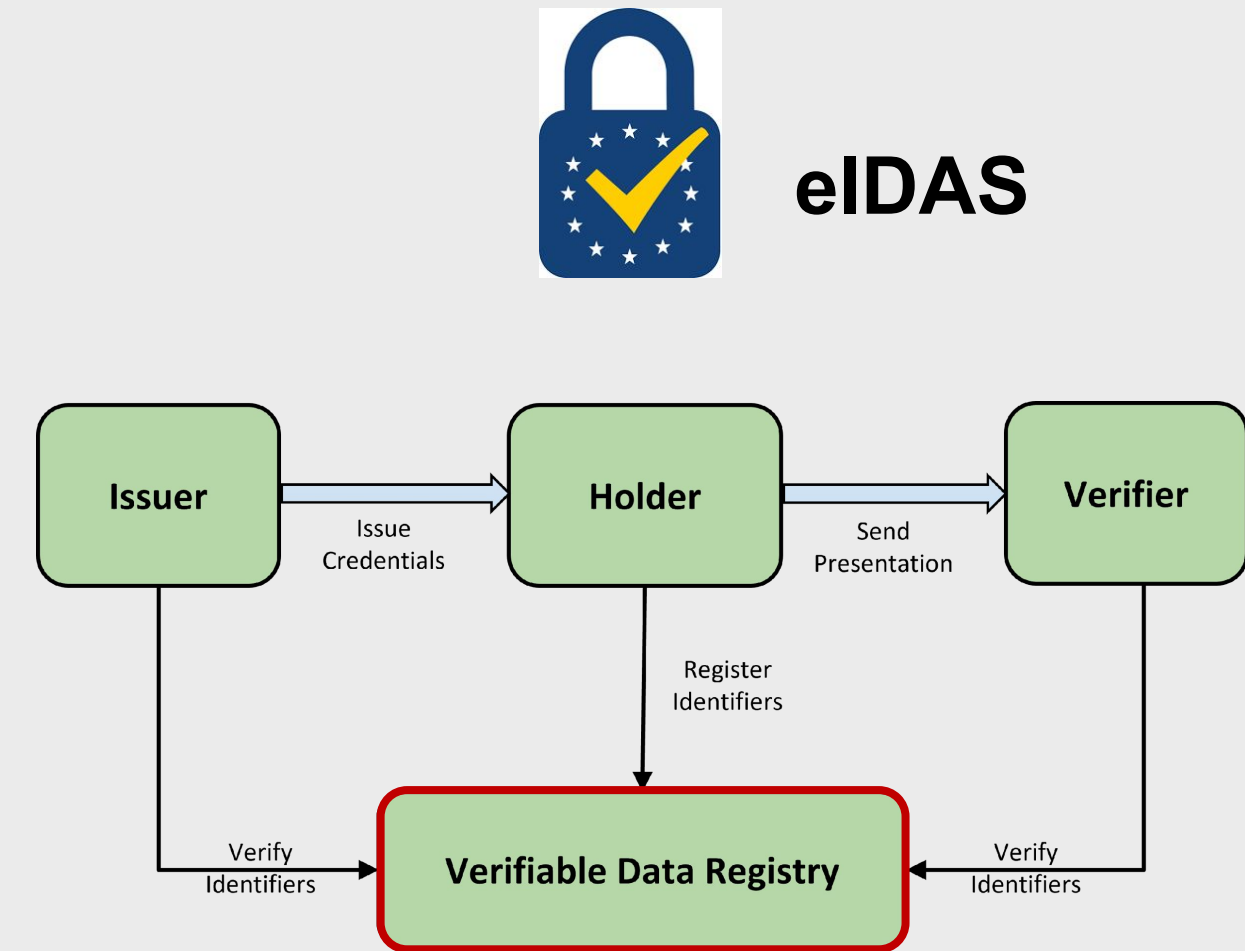 eIDAS
Issuer
Issue
Credentials
Holder
Send
Presentation
Verifier
Register
Identifiers
Verify
Identifiers
Verifiable Data Registry
Verify
Identifiers